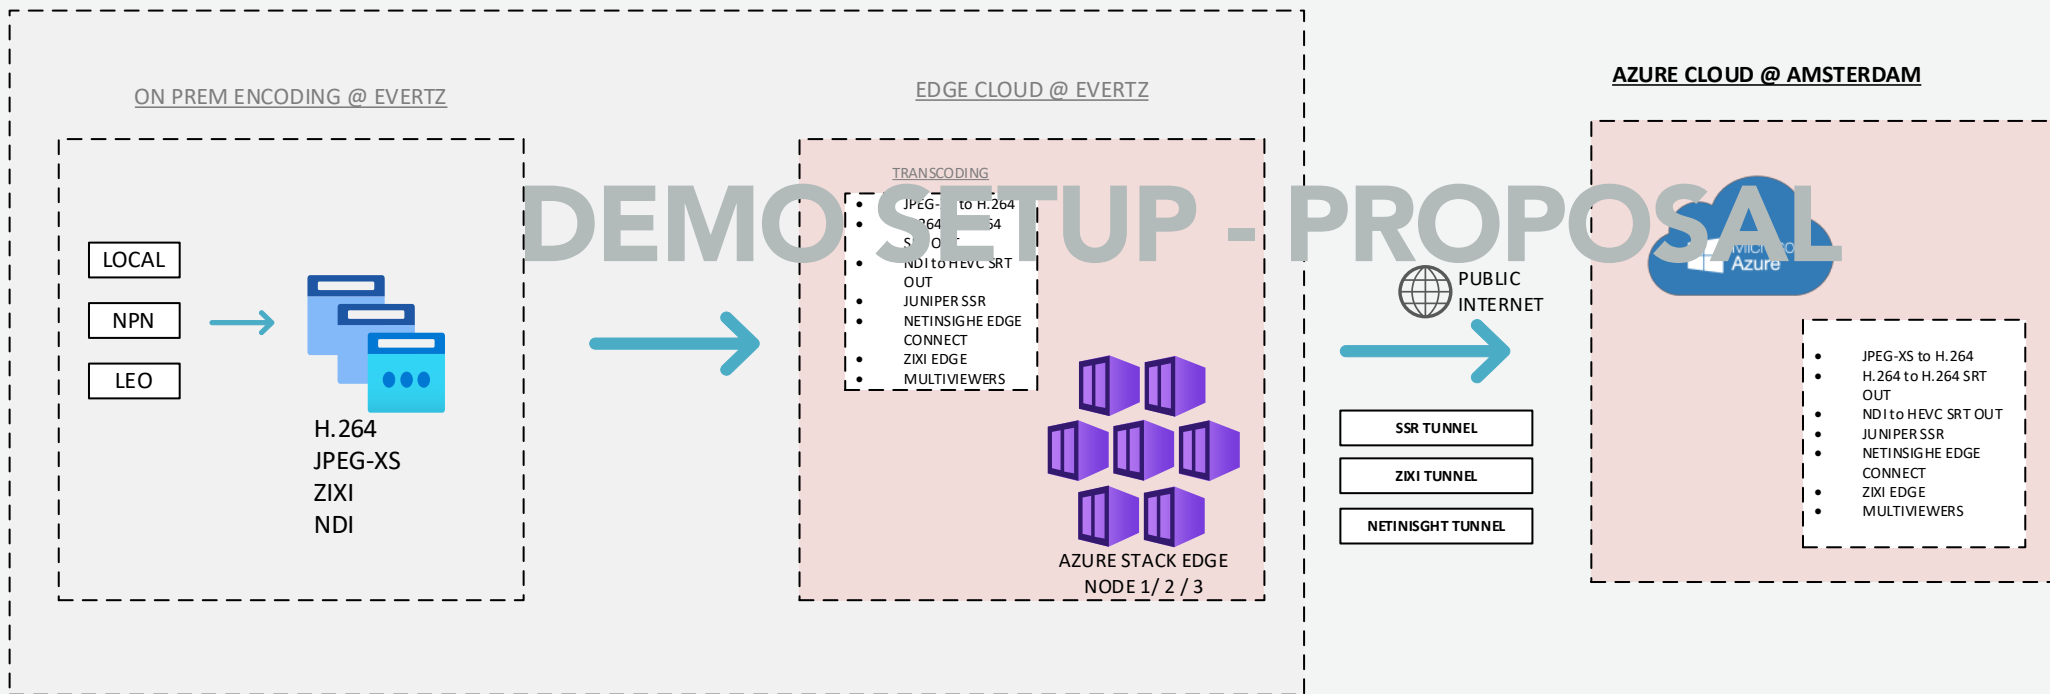 ON PREM ENCODING @ EVERTZ
LOCAL
NPN
LEO
H.264
JPEG-XS
ZIXI
NDI
EDGE CLOUD @ EVERTZ
TRANSCODING
DEMO SETUP - PROPOSAL
• to H.264
•
• NDI to HEVC SRT
OUT
• JUNIPER SSR
• NETINSIGHE EDGE
CONNECT
• ZIXI EDGE
• MULTIVIEWERS
AZURE STACK EDGE
NODE 1/ 2 / 3
PUBLIC
INTERNET
SSR TUNNEL
ZIXI TUNNEL
NETINISGHT TUNNEL
AZURE CLOUD @ AMSTERDAM
Azure
• JPEG-XS to H.264
• H.264 to H.264 SRT
OUT
• NDI to HEVC SRT OUT
• JUNIPER SSR
• NETINSIGHE EDGE
CONNECT
• ZIXI EDGE
• MULTIVIEWERS